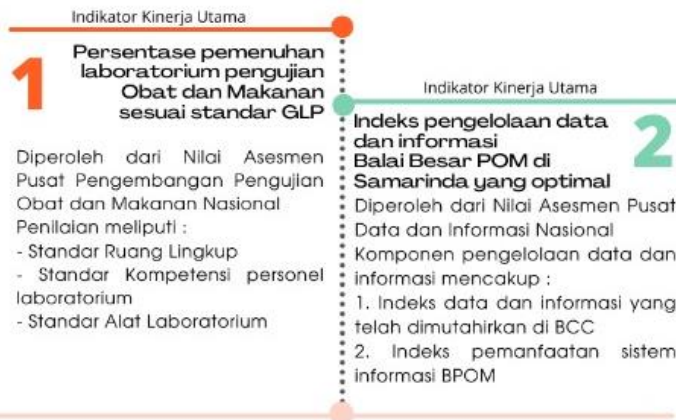 Indikator Kinerja Utama
1
Persentase pemenuhan
laboratorium pengujian
Obat dan Makanan
sesuai standar GLP
Diperoleh dari Nilai Asesmen
Pusat Pengembangan Pengujian
Obat dan Makanan Nasional
Penilaian meliputi :
- Standar Ruang Lingkup
- Standar Kompetensi personel
laboratorium
- Standar Alat Laboratorium
Indikator Kinerja Utama
2
Indeks pengelolaan data
dan informasi
Balai Besar POM di
Samarinda yang optimal
Diperoleh dari Nilai Asesmen Pusat
Data dan Informasi Nasional
Komponen pengelolaan data dan
informasi mencakup :
1. Indeks data dan informasi yang
telah dimutahirkan di BCC
2. Indeks pemanfaatan sistem
informasi BPOM